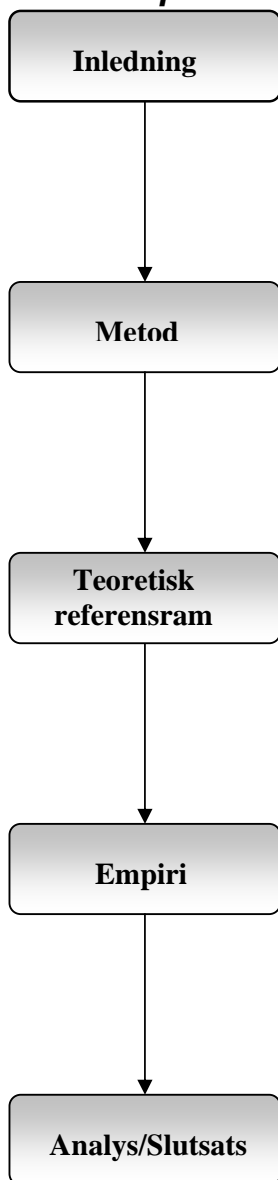 Inledning
Metod
Teoretisk
referensram
Empiri
Analys/Slutsats